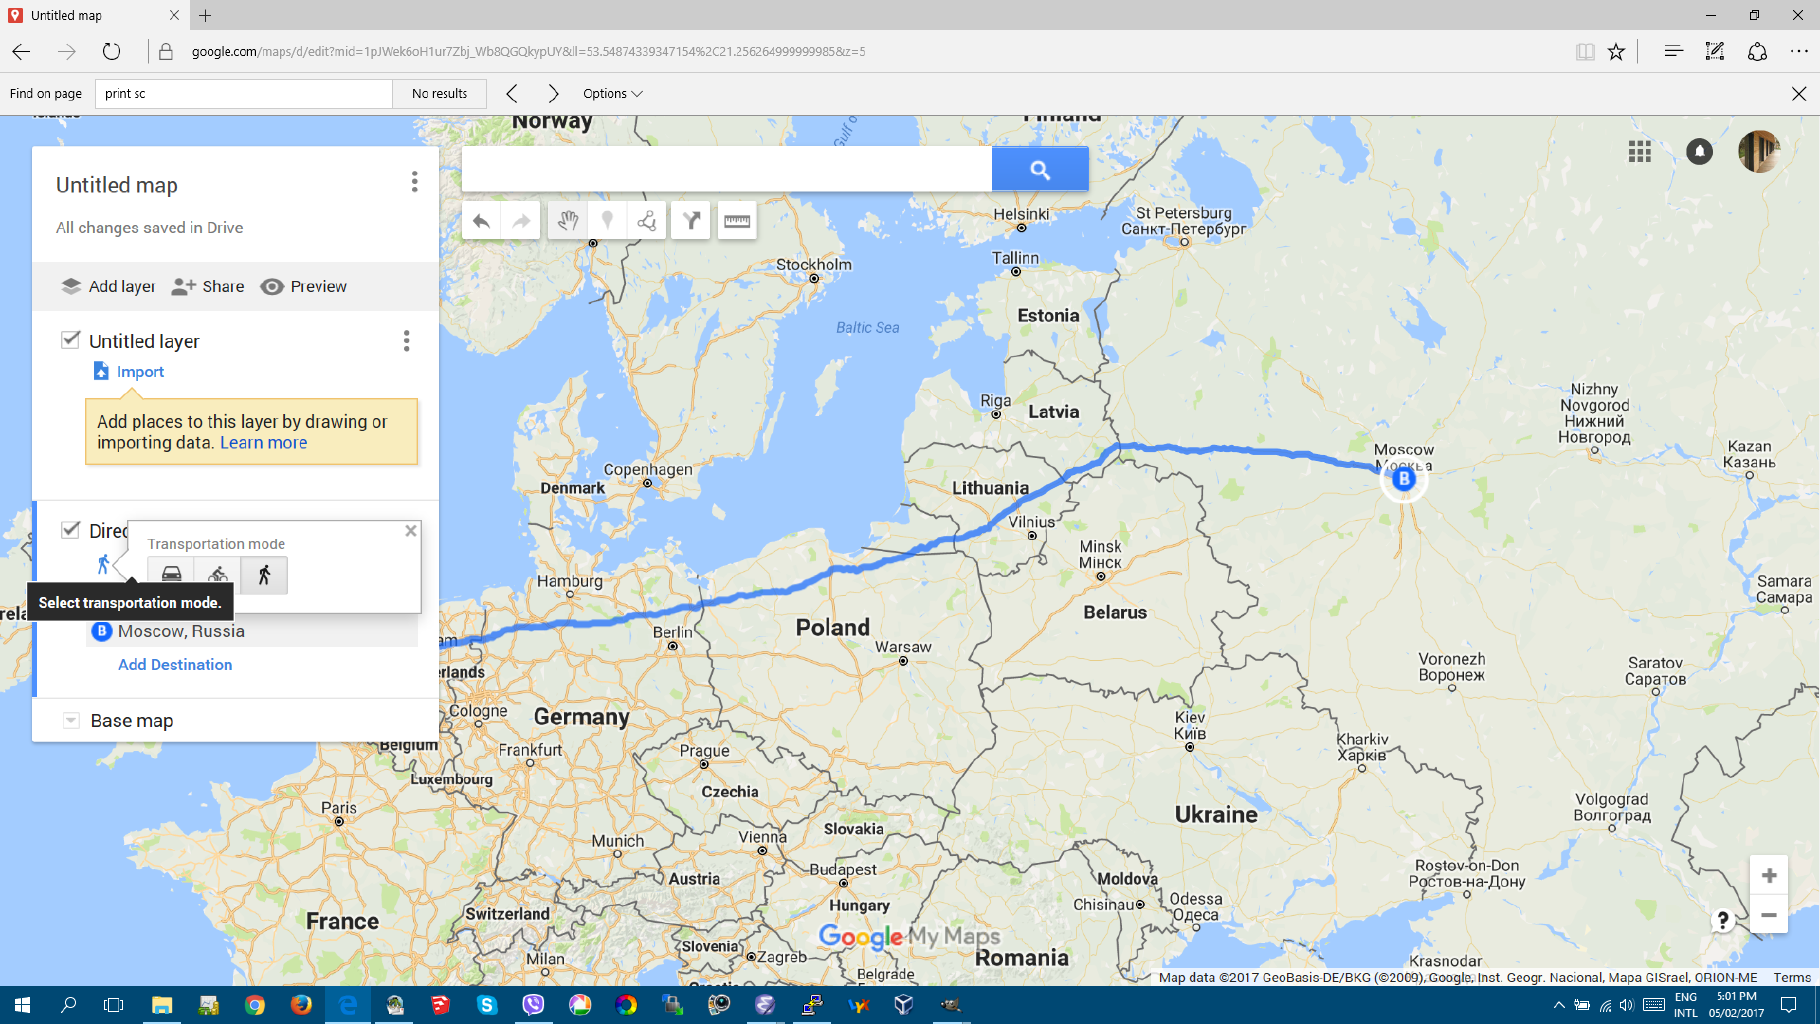 Untitled map
google.com/maps/d/edit?mid=1pJWek6oH1ur7Zbj_Wb8QGQkypUY&ll=53.54874339347154%2C21.2562649999999985&z=5
Find on page
print sc
No results
Options
Norway
Finland
Gulf o
Untitled map
All changes saved in Drive
Add layer
Share
Preview
Untitled layer
Import
Add places to this layer by drawing or
importing data. Learn more
Direc
Transportation mode
Select transportation mode.
B
Moscow, Russia
Add Destination
Base map
Helsinki
St Petersburg
Санкт-Петербург
Stockholm
Tallinn
Estonia
Baltic Sea
Riga
Latvia
Nizhny
Novgorod
Нижний
Новгород
Moscow
Москва
B
Kazan
Казань
Copenhagen
Denmark
Lithuania
Vilnius
Minsk
Мінск
Hamburg
Samara
Самара
Belarus
Berlin
Poland
Warsaw
am
erlands
Voronezh
Воронеж
Saratov
Саратов
Cologne
Germany
Kiev
Київ
Belgium
Frankfurt
Prague
Kharkiv
Харків
Luxembourg
Czechia
Paris
Ukraine
Volgograd
Волгоград
Munich
Vienna
Slovakia
Austria
Budapest
Moldova
Rostov-on-Don
Ростов-на-Дону
Switzerland
Hungary
Chisinau
Odessa
Одеса
France
Google My Maps
Slovenia
Zagreb
Romania
Milan
Belgrade
Krasnodar
Map data ©2017 GeoBasis-DE/BKG (©2009), Google, Inst. Geogr. Nacional, Mapa GISrael, ORION-ME
Terms
ENG
INTL
5:01 PM
05/02/2017